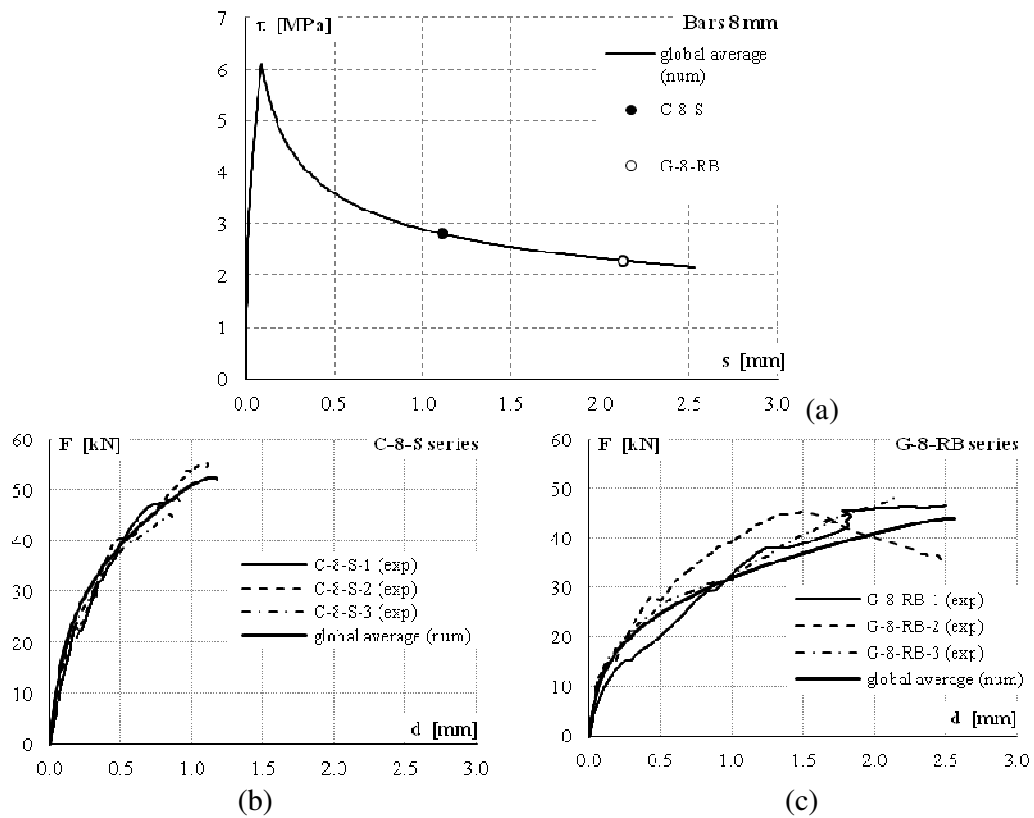 7 τ [MPa] Bars 8 mm
global average
(num)
6
C-8-S
5
G-8-RB
4
3
2
1
s [mm]
0
0.0 0.5 1.0 1.5 2.0 2.5 3.0
(a)
60 F [kN] C-8-S series
50
40
30
20
10
0
C-8-S-1 (exp)
C-8-S-2 (exp)
C-8-S-3 (exp)
global average (num)
d [mm]
0.0 0.5 1.0 1.5 2.0 2.5 3.0
(b)
60 F [kN] G-8-RB series
50
40
30
20
10
0
G-8-RB-1 (exp)
G-8-RB-2 (exp)
G-8-RB-3 (exp)
global average (num)
d [mm]
0.0 0.5 1.0 1.5 2.0 2.5 3.0
(c)